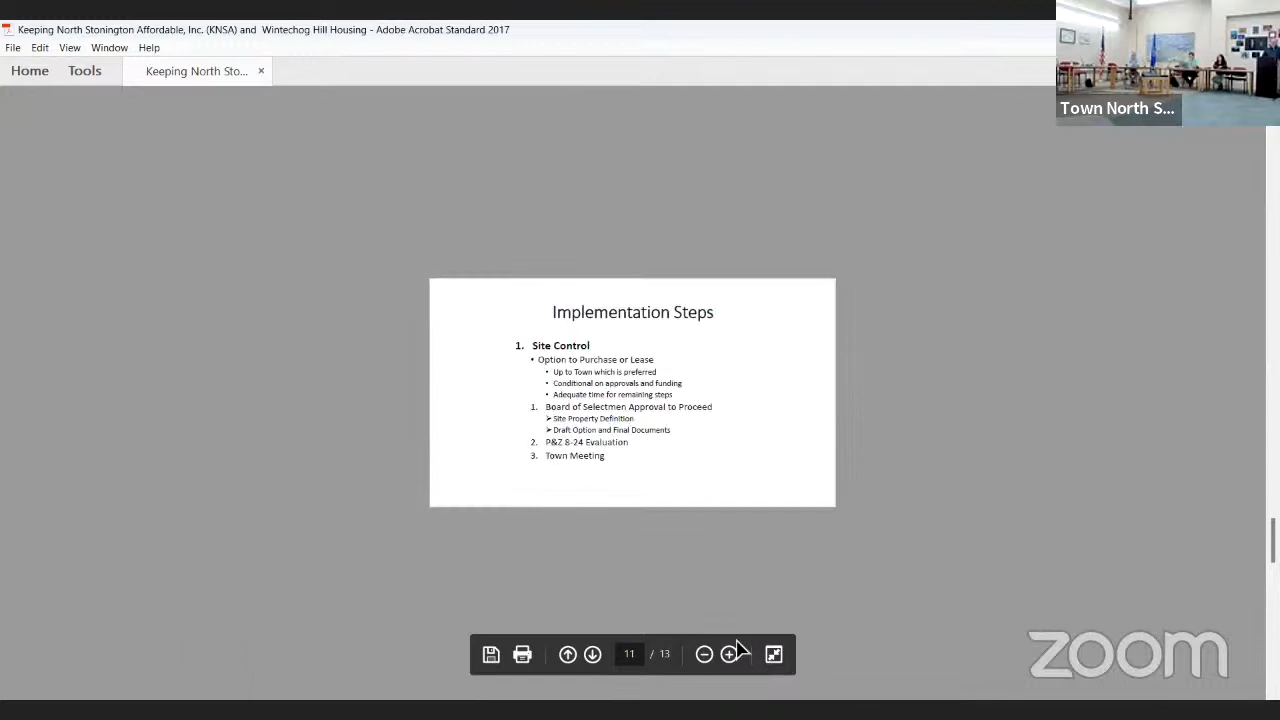 Keeping North Stonington Affordable, Inc. (KNSA) and Wintechog Hill Housing - Adobe Acrobat Standard 2017
File Edit View Window Help
Home Tools Keeping North Sto... ×
Town North S...
Implementation Steps
1. Site Control
• Option to Purchase or Lease
• Up to Town which is preferred
• Conditional on approvals and funding
• Adequate time for remaining steps
1. Board of Selectmen Approval to Proceed
➢ Site Property Definition
➢ Draft Option and Final Documents
2. P&Z 8-24 Evaluation
3. Town Meeting
11 / 13
zoom